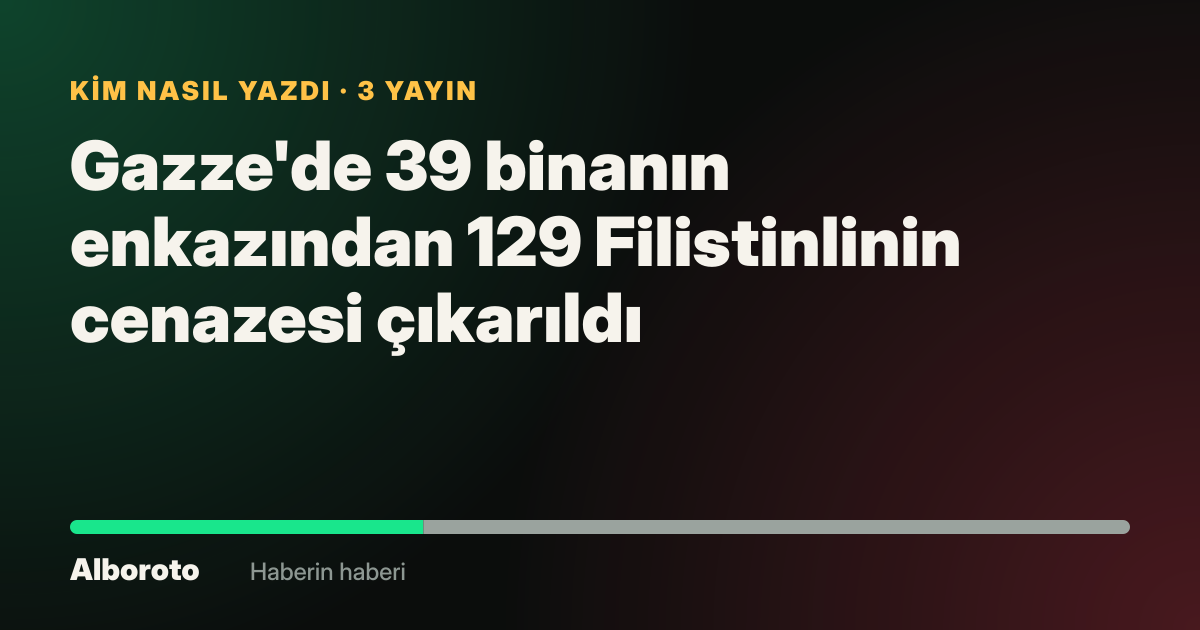 KİM NASIL YAZDI · 3 YAYIN
Gazze'de 39 binanın
enkazından 129 Filistinlinin
cenazesi çıkarıldı
Alboroto
Haberin haberi